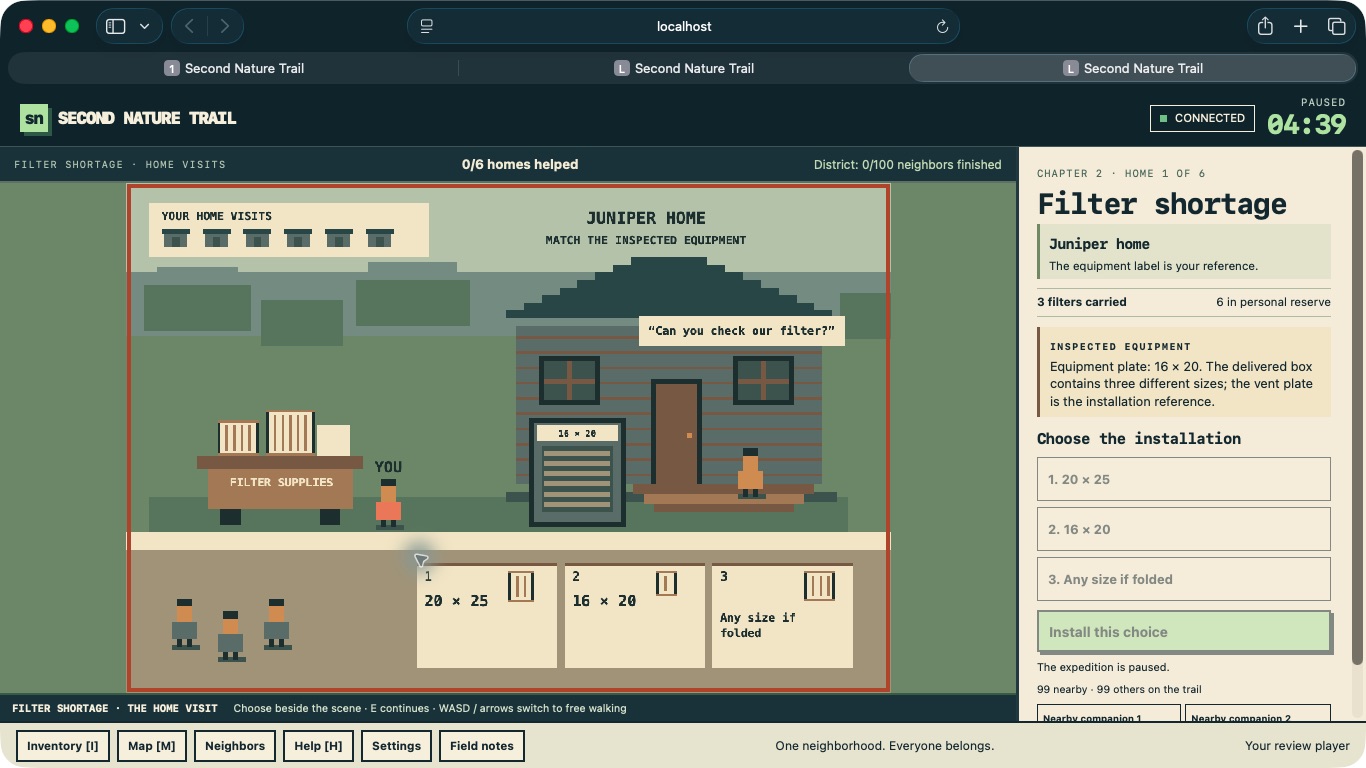 localhost
1 Second Nature Trail
L Second Nature Trail
L Second Nature Trail
sn SECOND NATURE TRAIL
CONNECTED
PAUSED
04:39
FILTER SHORTAGE · HOME VISITS
0/6 homes helped
District: 0/100 neighbors finished
YOUR HOME VISITS
JUNIPER HOME
MATCH THE INSPECTED EQUIPMENT
“Can you check our filter?”
16 × 20
FILTER SUPPLIES
YOU
1
20 × 25
2
16 × 20
3
Any size if
folded
FILTER SHORTAGE · THE HOME VISIT Choose beside the scene · E continues · WASD / arrows switch to free walking
CHAPTER 2 · HOME 1 OF 6
Filter shortage
Juniper home
The equipment label is your reference.
3 filters carried
6 in personal reserve
INSPECTED EQUIPMENT
Equipment plate: 16 × 20. The delivered box
contains three different sizes; the vent plate
is the installation reference.
Choose the installation
1. 20 × 25
2. 16 × 20
3. Any size if folded
Install this choice
The expedition is paused.
99 nearby · 99 others on the trail
Nearby companion 1
Nearby companion 2
Inventory [I]
Map [M]
Neighbors
Help [H]
Settings
Field notes
One neighborhood. Everyone belongs.
Your review player